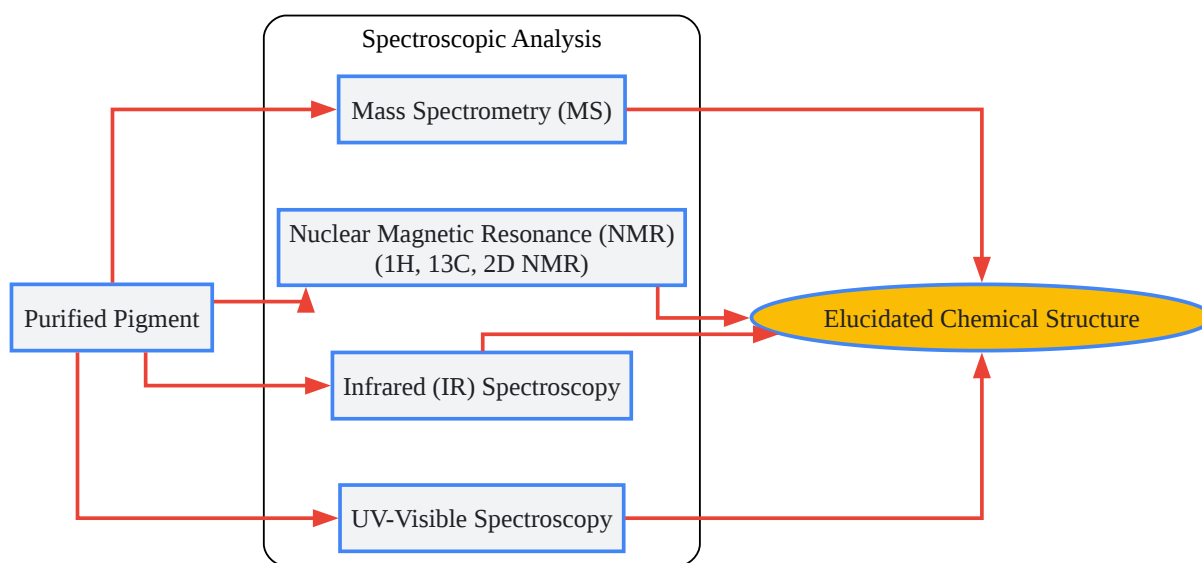 Spectroscopic Analysis
Mass Spectrometry (MS)
Nuclear Magnetic Resonance (NMR)
(1H, 13C, 2D NMR)
Purified Pigment
Elucidated Chemical Structure
Infrared (IR) Spectroscopy
UV-Visible Spectroscopy